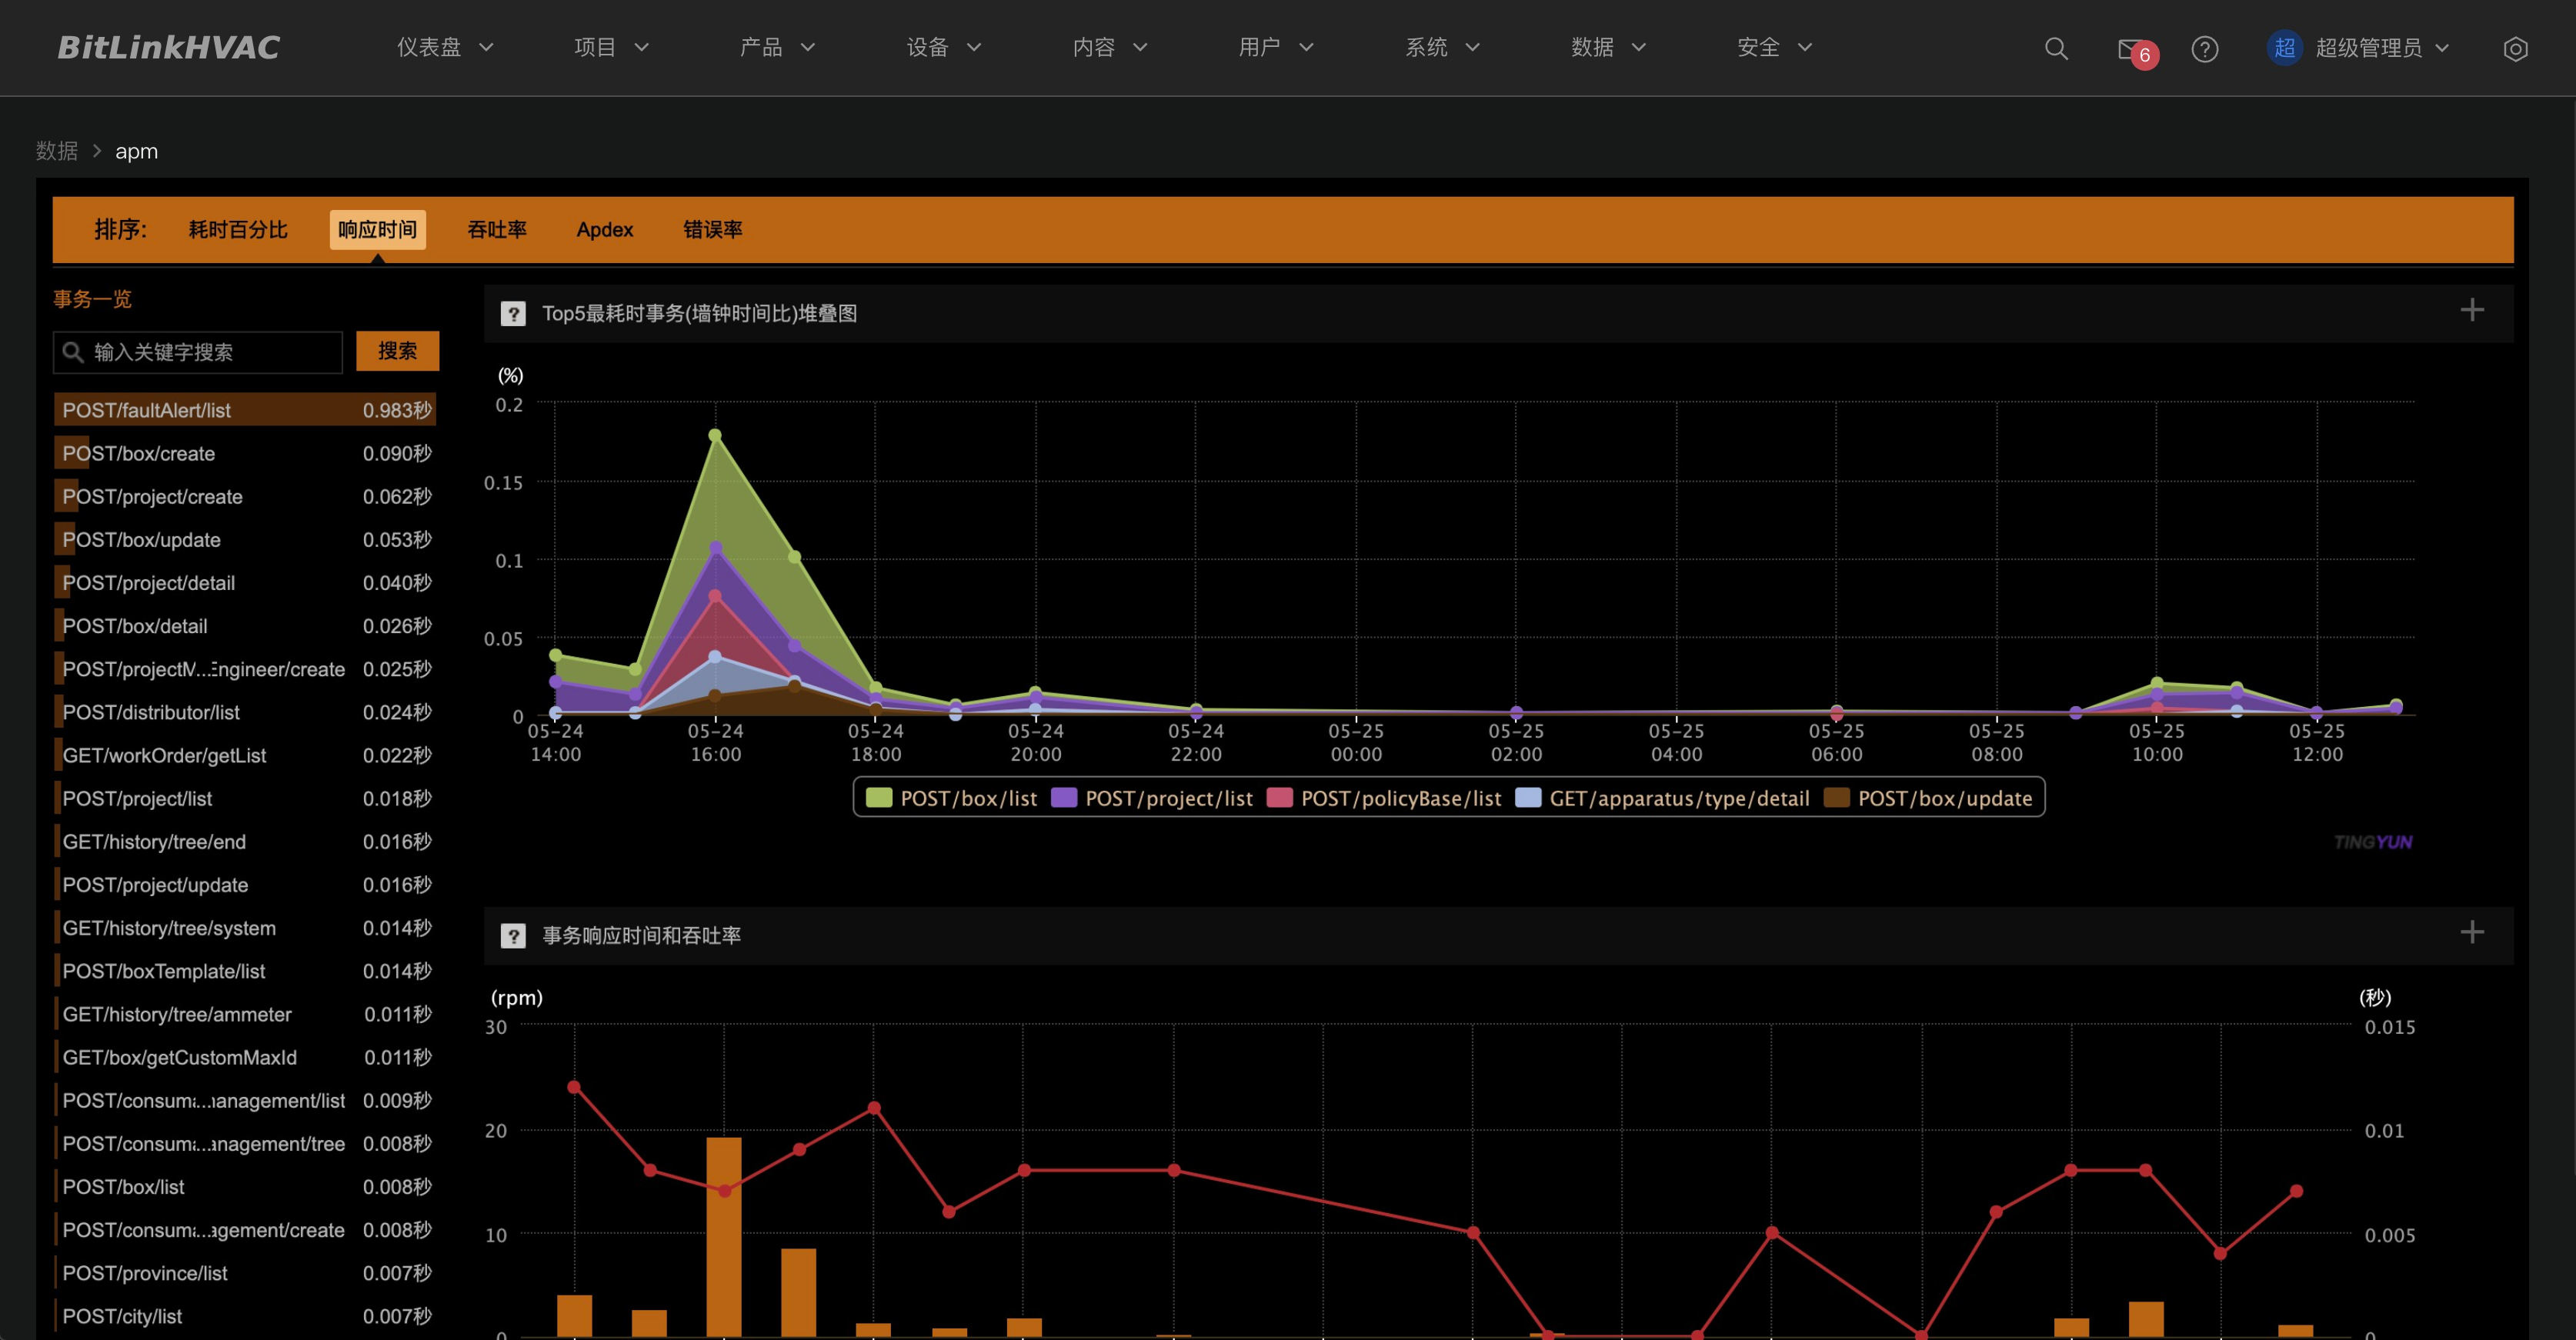 BitLinkHVAC 仪表盘 项目 产品 设备 内容 用户 系统 数据 安全 6 超 超级管理员
数据 > apm
排序: 耗时百分比 响应时间 吞吐率 Apdex 错误率
事务一览
输入关键字搜索 搜索
POST/faultAlert/list 0.983秒
POST/box/create 0.090秒
POST/project/create 0.062秒
POST/box/update 0.053秒
POST/project/detail 0.040秒
POST/box/detail 0.026秒
POST/projectM...Engineer/create 0.025秒
POST/distributor/list 0.024秒
GET/workOrder/getList 0.022秒
POST/project/list 0.018秒
GET/history/tree/end 0.016秒
POST/project/update 0.016秒
GET/history/tree/system 0.014秒
POST/boxTemplate/list 0.014秒
GET/history/tree/ammeter 0.011秒
GET/box/getCustomMaxId 0.011秒
POST/consuma...anagement/list 0.009秒
POST/consuma...anagement/tree 0.008秒
POST/box/list 0.008秒
POST/consuma...agement/create 0.008秒
POST/province/list 0.007秒
POST/city/list 0.007秒
? Top5最耗时事务(墙钟时间比)堆叠图
(%)
0.2
0.15
0.1
0.05
0
05-24 05-24 05-24 05-24 05-24 05-25 05-25 05-25 05-25 05-25 05-25 05-25
14:00 16:00 18:00 20:00 22:00 00:00 02:00 04:00 06:00 08:00 10:00 12:00
POST/box/list POST/project/list POST/policyBase/list GET/apparatus/type/detail POST/box/update
TINGYUN
? 事务响应时间和吞吐率
(rpm) (秒)
30 0.015
20 0.01
10 0.005
0 0